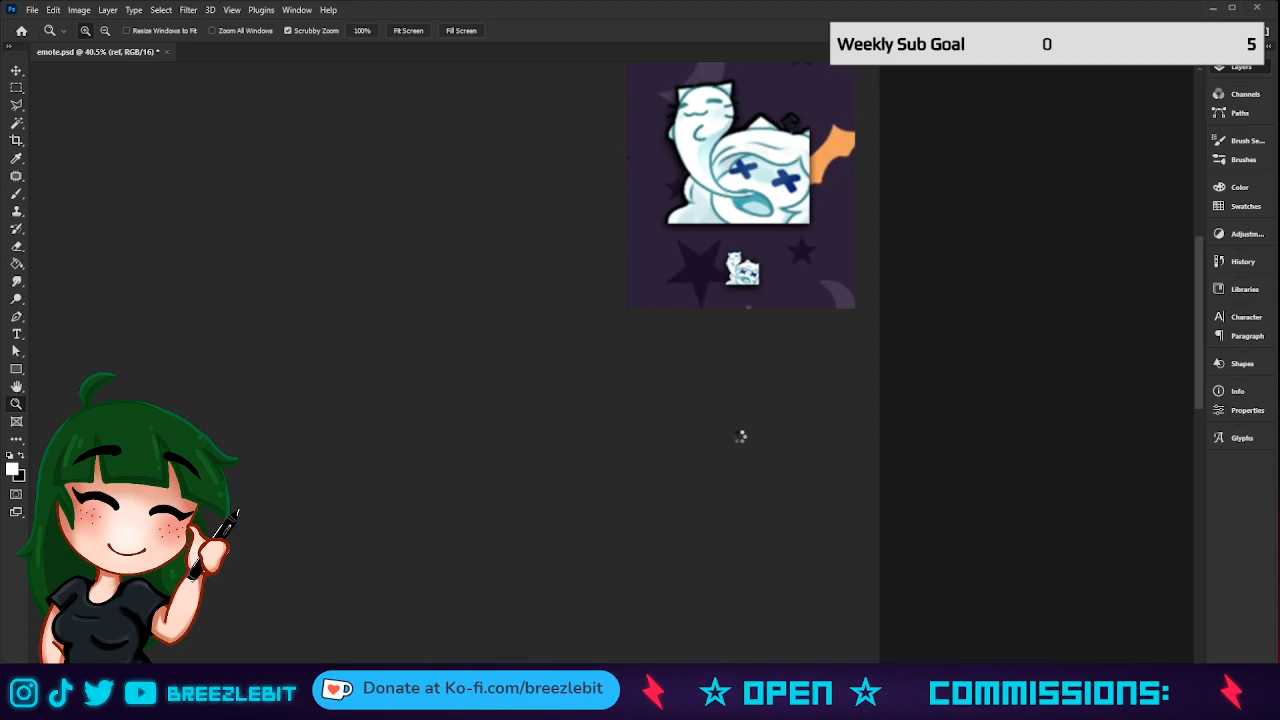 Ps File Edit Image Layer Type Select Filter 3D View Plugins Window Help
Resize Windows to Fit Zoom All Windows Scrubby Zoom 100% Fit Screen Fill Screen
emote.psd @ 40.5% (ref, RGB/16) * ×
Weekly Sub Goal 0 5
Layers
Channels
Paths
Brush Se...
Brushes
Color
Swatches
Adjustm...
History
Libraries
Character
Paragraph
Shapes
Info
Properties
Glyphs
BREEZLEBIT
Donate at Ko-fi.com/breezlebit
OPEN
COMMISSIONS: